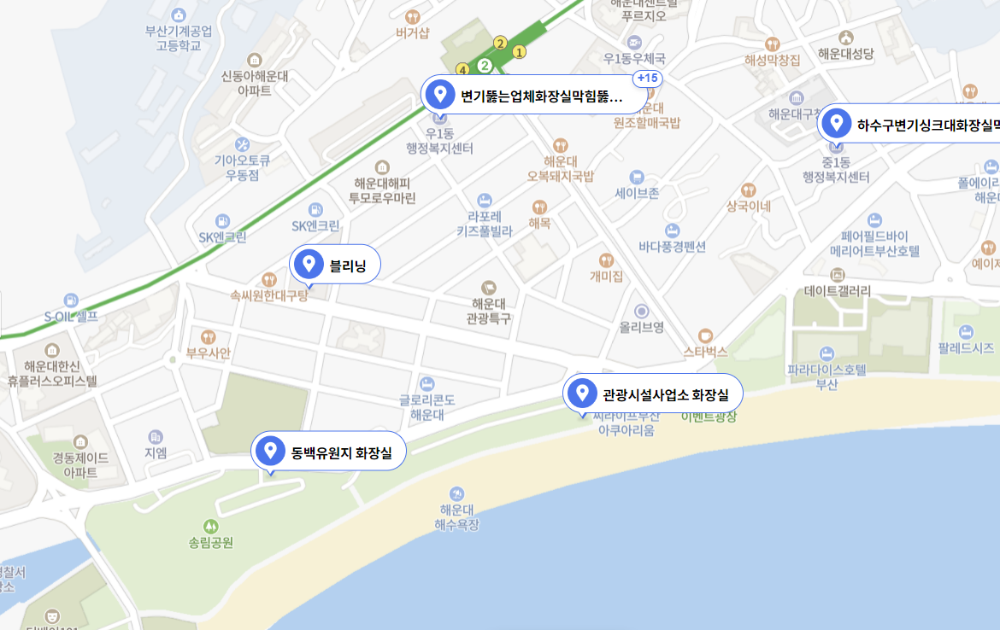 해운대센트럴
푸르지오
부산기계공업
고등학교
버거샵
2
1
2
4
우1동우체국
해성막창집
해운대성당
신동아해운대
아파트
+15
변기뚫는업체화장실막힘뚫...
해운대
원조할매국밥
해운대구청
하수구변기싱크대화장실막
우1동
행정복지센터
기아오토큐
우동점
해운대
오복돼지국밥
중1동
행정복지센터
해운대해피
투모로우마린
세이브존
폴에이리
해운대
상국이네
라포레
키즈풀빌라
해목
SK엔크린
SK엔크린
바다풍경펜션
페어필드바이
메리어트부산호텔
블리닝
개미집
예이제
속씨원한대구탕
해운대
관광특구
데이트갤러리
S-OIL 셀프
올리브영
부우사안
스타벅스
팔레드시즈
해운대한신
휴플러스오피스텔
파라다이스호텔
부산
글로리콘도
해운대
관광시설사업소 화장실
씨라이프부산
아쿠아리움
이벤트광장
지엠
경동제이드
아파트
동백유원지 화장실
해운대
해수욕장
송림공원
경찰서